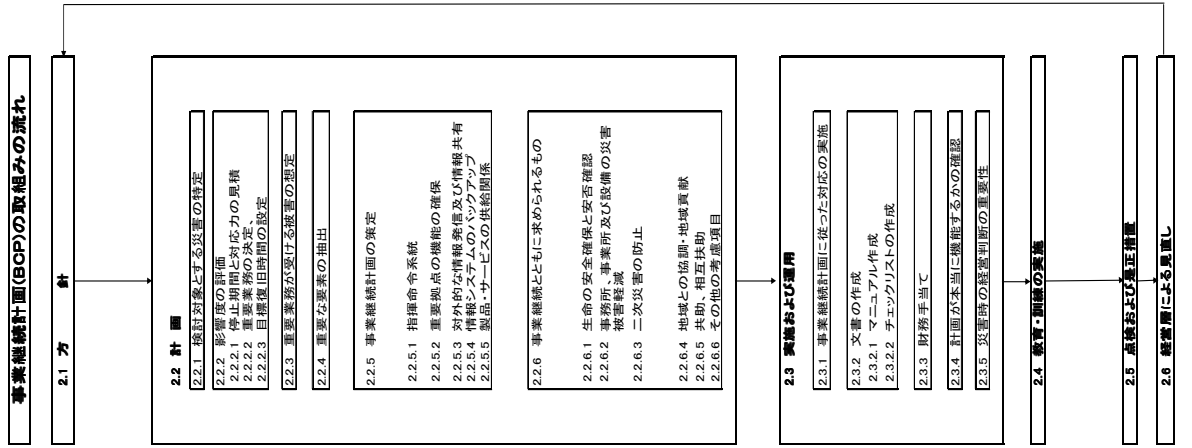 事業継続計画(BCP)の取組みの流れ
2.1 方 針
2.2 計 画
2.2.1 検討対象とする災害の特定
2.2.2 影響度の評価
2.2.2.1 停止期間と対応力の見積
2.2.2.2 重要業務の決定、
2.2.2.3 目標復旧時間の設定
2.2.3 重要業務が受ける被害の想定
2.2.4 重要な要素の抽出
2.2.5 事業継続計画の策定
2.2.5.1 指揮命令系統
2.2.5.2 重要拠点の機能の確保
2.2.5.3 対外的な情報発言及び情報共有
2.2.5.4 情報システムのバックアップ
2.2.5.5 製品・サービスの供給関係
2.2.6 事業継続とともに求められるもの
2.2.6.1 生命の安全確保と安否確認
2.2.6.2 事務所、事業所及び設備の災害
被害軽減
2.2.6.3 二次災害の防止
2.2.6.4 地域との協調・地域貢献
2.2.6.5 共助、相互扶助
2.2.6.6 その他の考慮項目
2.3 実施および運用
2.3.1 事業継続計画に従った対応の実施
2.3.2 文書の作成
2.3.2.1 マニュアル作成
2.3.2.2 チェックリストの作成
2.3.3 財務手当て
2.3.4 計画が本当に機能するかの確認
2.3.5 災害時の経営判断の重要性
2.4 教育・訓練の実施
2.5 点検および是正措置
2.6 経営層による見直し